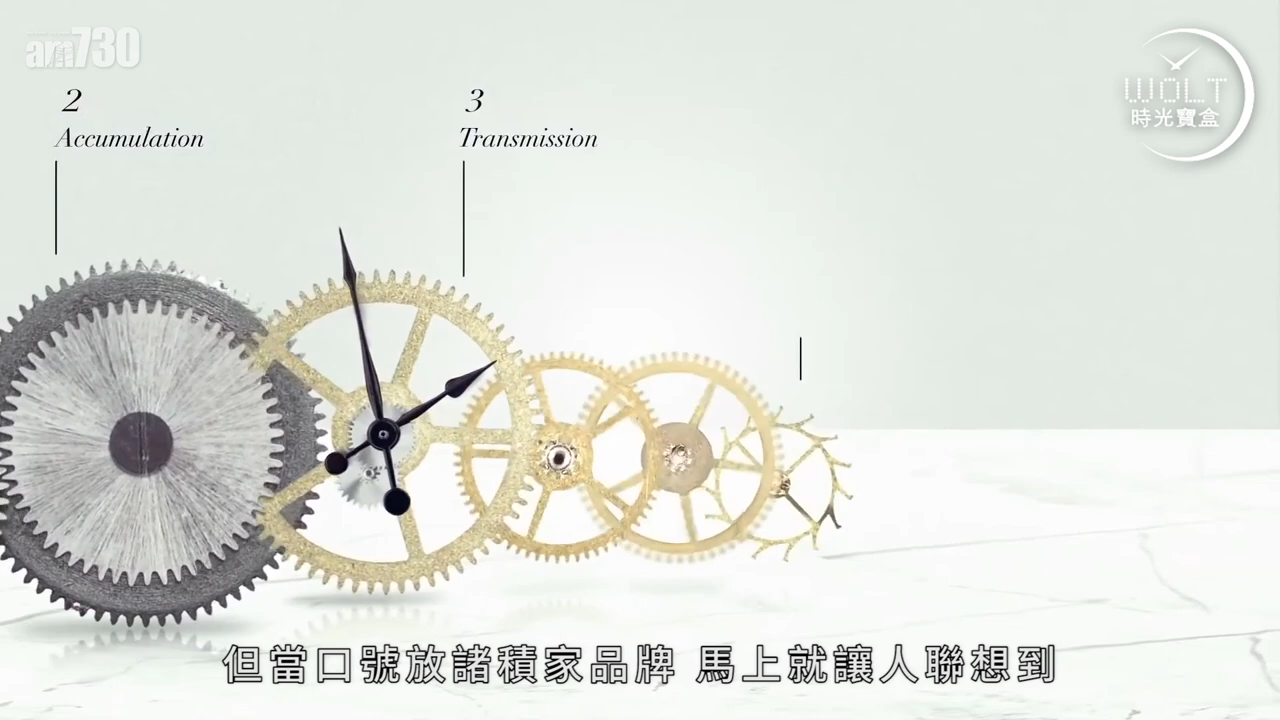 am730
WOLT
時光寶盒
2
Accumulation
3
Transmission
但當口號放諸積家品牌 馬上就讓人聯想到